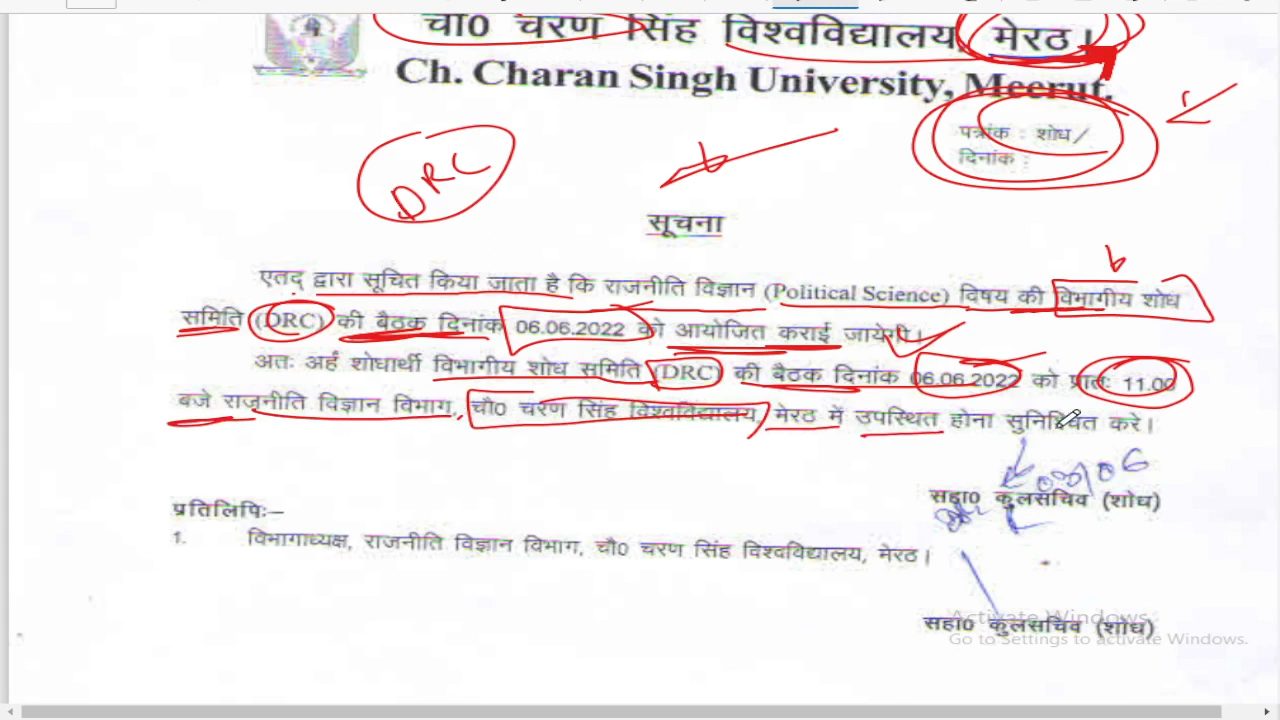 चौ0 चरण सिंह विश्वविद्यालय, मेरठ।
Ch. Charan Singh University, Meerut.
पत्रांक : शोध/
दिनांक :
DRC
सूचना
एतद् द्वारा सूचित किया जाता है कि राजनीति विज्ञान (Political Science) विषय की विभागीय शोध
समिति (DRC) की बैठक दिनांक 06.06.2022 को आयोजित कराई जायेगी।
अतः अर्ह शोधार्थी विभागीय शोध समिति (DRC) की बैठक दिनांक 06.06.2022 को प्रातः 11.00
बजे राजनीति विज्ञान विभाग, चौ0 चरण सिंह विश्वविद्यालय, मेरठ में उपस्थित होना सुनिश्चित करे।
सहा0 कुलसचिव (शोध)
प्रतिलिपिः–
1. विभागाध्यक्ष, राजनीति विज्ञान विभाग, चौ0 चरण सिंह विश्वविद्यालय, मेरठ।
सहा0 कुलसचिव (शोध)
Activate Windows
Go to Settings to activate Windows.